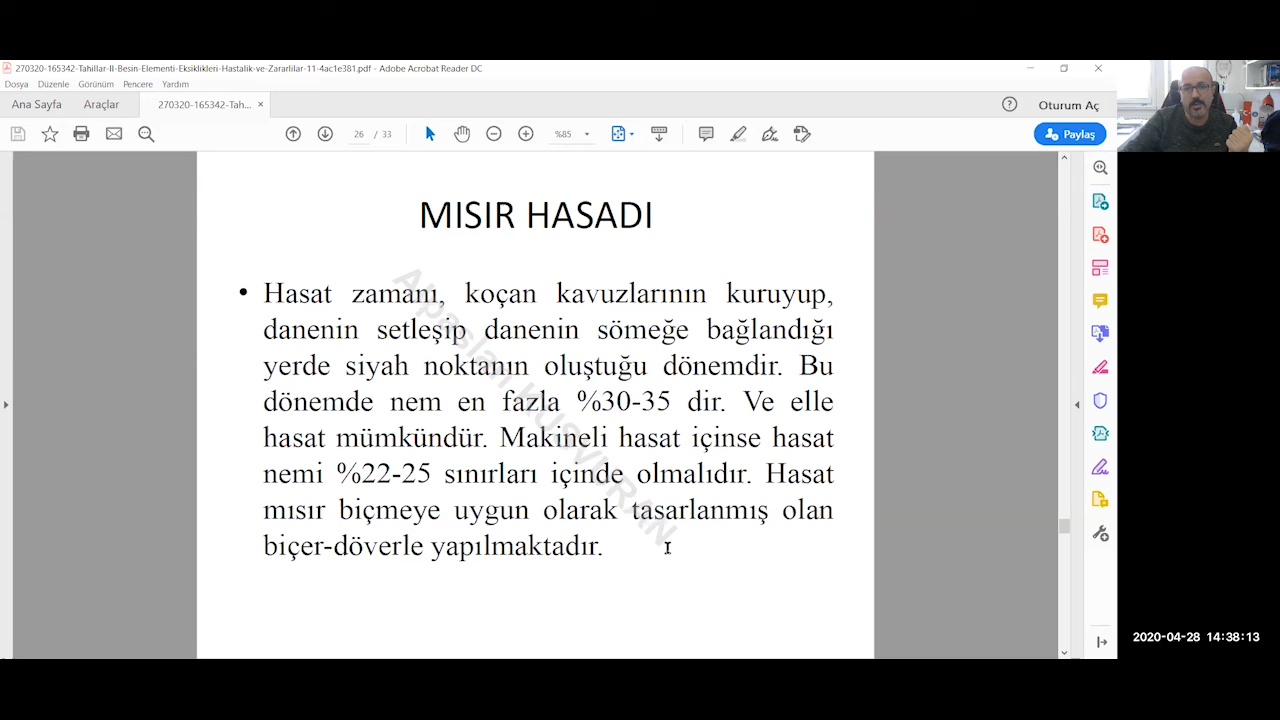 270320-165342-Tahillar-II-Besin-Elementi-Eksiklikleri-Hastalik-ve-Zararlilar-11-4ac1e381.pdf - Adobe Acrobat Reader DC
Dosya Düzenle Görünüm Pencere Yardım
Ana Sayfa Araçlar 270320-165342-Tah... Oturum Aç
26 / 33 %85 Paylaş
MISIR HASADI
• Hasat zamanı, koçan kavuzlarının kuruyup,
danenin setleşip danenin sömeğe bağlandığı
yerde siyah noktanın oluştuğu dönemdir. Bu
dönemde nem en fazla %30-35 dir. Ve elle
hasat mümkündür. Makineli hasat içinse hasat
nemi %22-25 sınırları içinde olmalıdır. Hasat
mısır biçmeye uygun olarak tasarlanmış olan
biçer-döverle yapılmaktadır.
Alpaslan KUSVURAN
2020-04-28 14:38:13